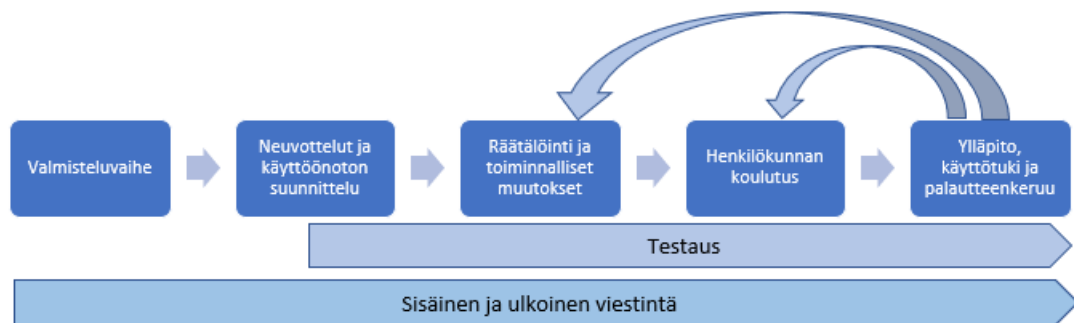 Valmisteluvaihe
Neuvottelut ja
käyttöönoton
suunnittelu
Räätälöinti ja
toiminnalliset
muutokset
Henkilökunnan
koulutus
Ylläpito,
käyttötuki ja
palautteenkeruu
Testaus
Sisäinen ja ulkoinen viestintä